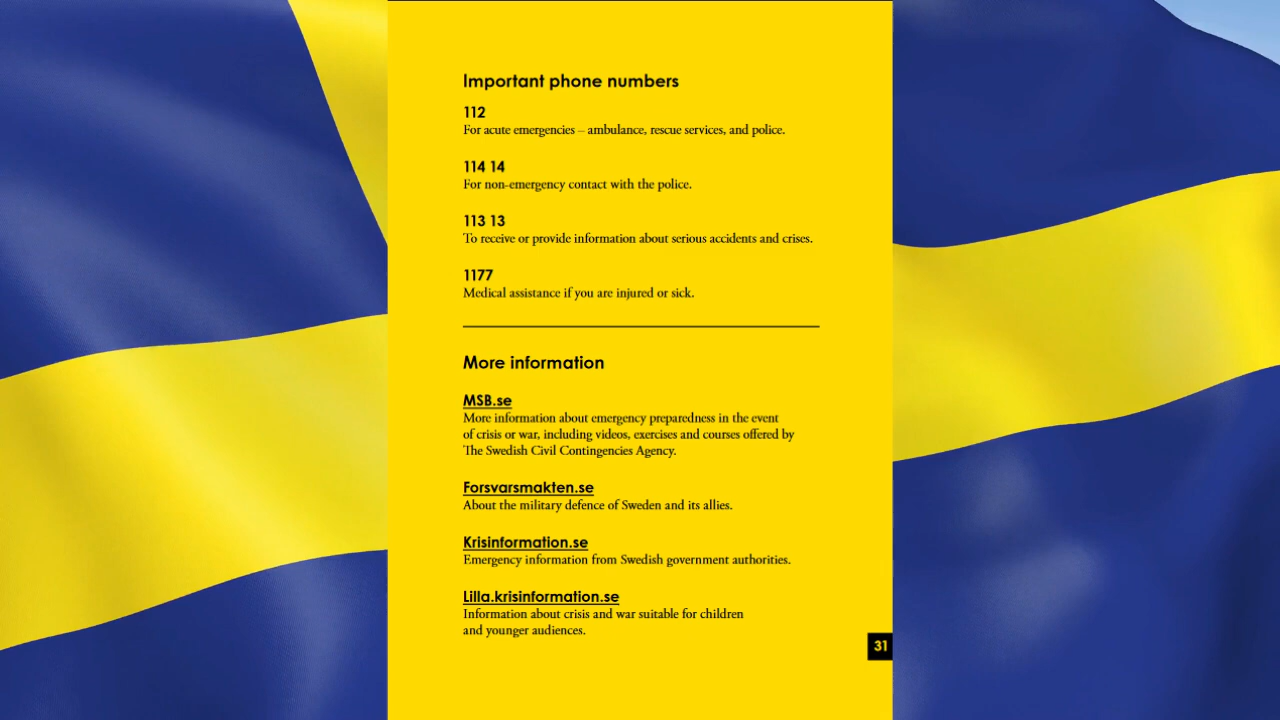 Important phone numbers
112
For acute emergencies – ambulance, rescue services, and police.
114 14
For non-emergency contact with the police.
113 13
To receive or provide information about serious accidents and crises.
1177
Medical assistance if you are injured or sick.
More information
MSB.se
More information about emergency preparedness in the event
of crisis or war, including videos, exercises and courses offered by
The Swedish Civil Contingencies Agency.
Forsvarsmakten.se
About the military defence of Sweden and its allies.
Krisinformation.se
Emergency information from Swedish government authorities.
Lilla.krisinformation.se
Information about crisis and war suitable for children
and younger audiences.
31